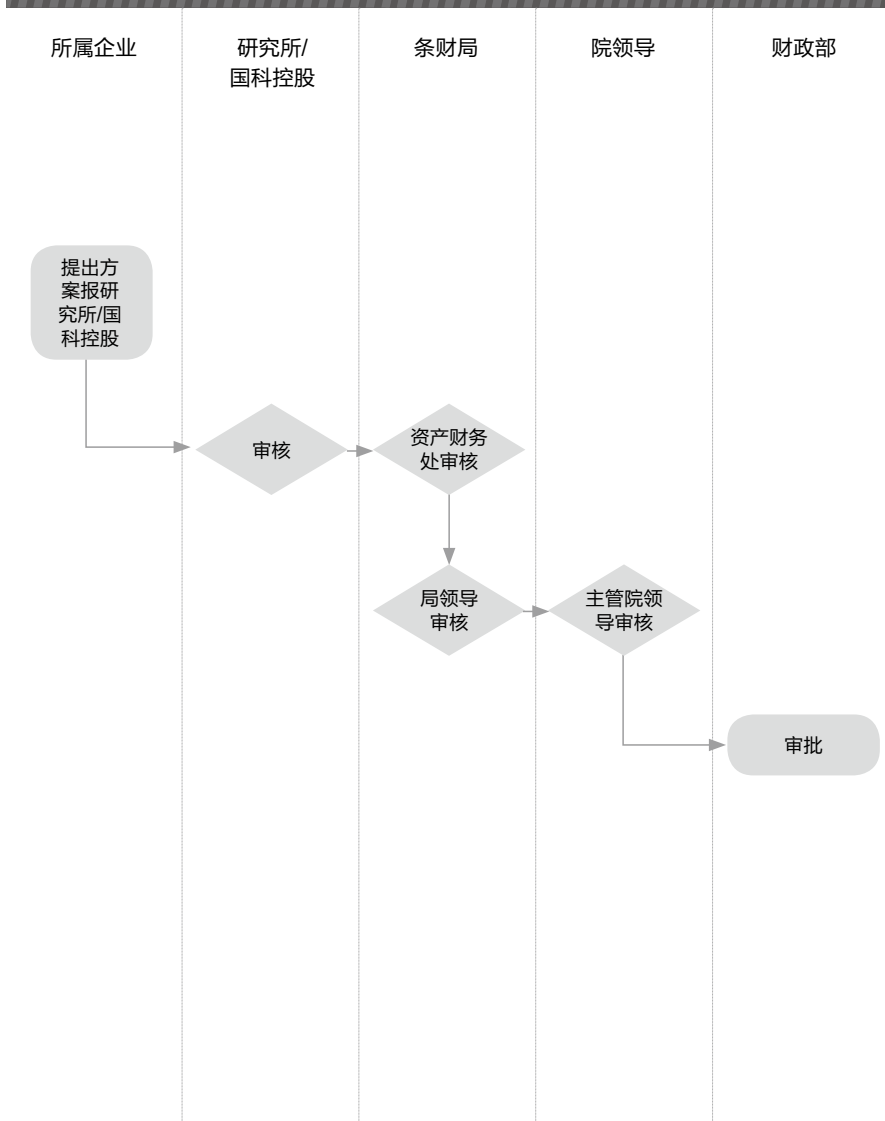 所属企业
研究所/
国科控股
条财局
院领导
财政部
提出方
案报研
究所/国
科控股
审核
资产财务
处审核
局领导
审核
主管院领
导审核
审批